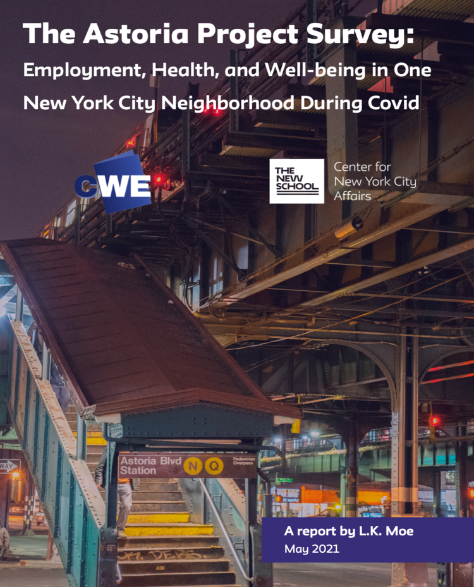 The Astoria Project Survey:
Employment, Health, and Well-being in One
New York City Neighborhood During Covid
CWE
THE
NEW
SCHOOL
Center for
New York City
Affairs
Astoria Blvd
Station
N Q
A report by L.K. Moe
May 2021